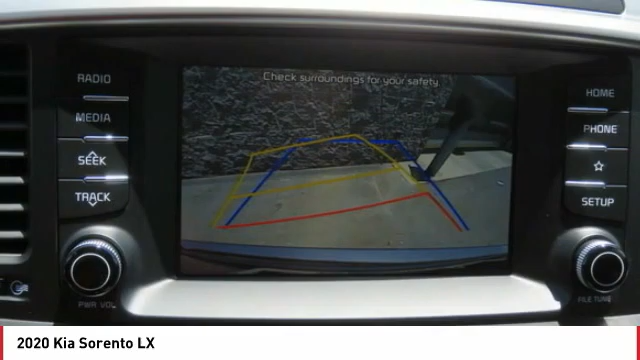 Check surroundings for your safety
RADIO
MEDIA
SEEK
TRACK
PWR VOL
HOME
PHONE
SETUP
FILE TUNE
2020 Kia Sorento LX